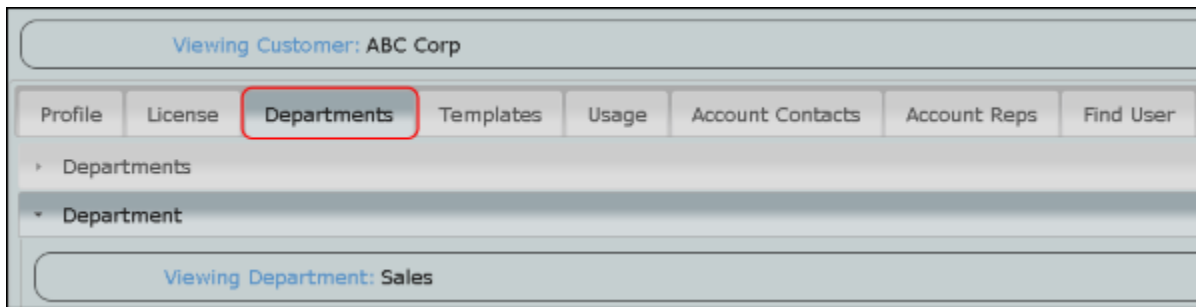 Viewing Customer: ABC Corp
Profile License Departments Templates Usage Account Contacts Account Reps Find User
Departments
Department
Viewing Department: Sales